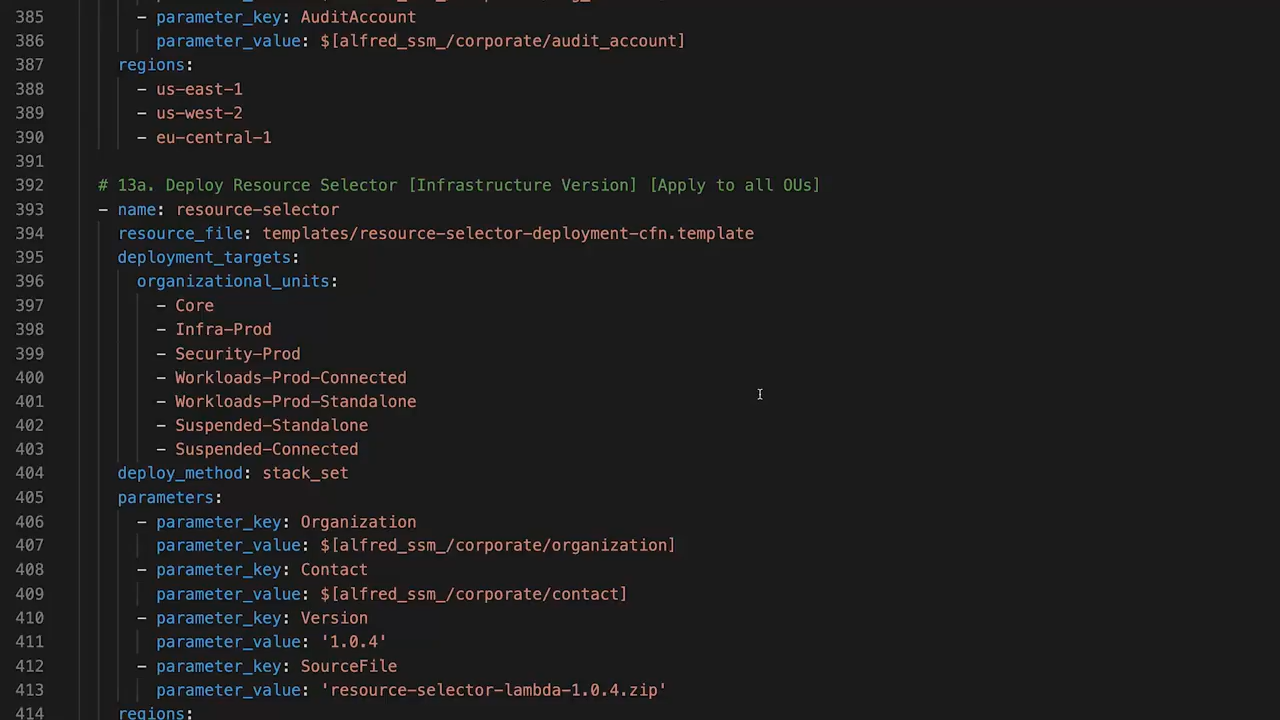 385 - parameter_key: AuditAccount
386 parameter_value: $[alfred_ssm_/corporate/audit_account]
387 regions:
388 - us-east-1
389 - us-west-2
390 - eu-central-1
391
392 # 13a. Deploy Resource Selector [Infrastructure Version] [Apply to all OUs]
393 - name: resource-selector
394 resource_file: templates/resource-selector-deployment-cfn.template
395 deployment_targets:
396 organizational_units:
397 - Core
398 - Infra-Prod
399 - Security-Prod
400 - Workloads-Prod-Connected
401 - Workloads-Prod-Standalone
402 - Suspended-Standalone
403 - Suspended-Connected
404 deploy_method: stack_set
405 parameters:
406 - parameter_key: Organization
407 parameter_value: $[alfred_ssm_/corporate/organization]
408 - parameter_key: Contact
409 parameter_value: $[alfred_ssm_/corporate/contact]
410 - parameter_key: Version
411 parameter_value: '1.0.4'
412 - parameter_key: SourceFile
413 parameter_value: 'resource-selector-lambda-1.0.4.zip'
414 regions: